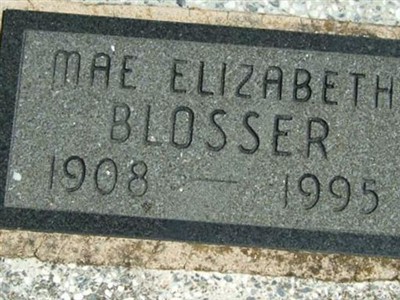 MAE ELIZABETH
BLOSSER
1908 — 1995